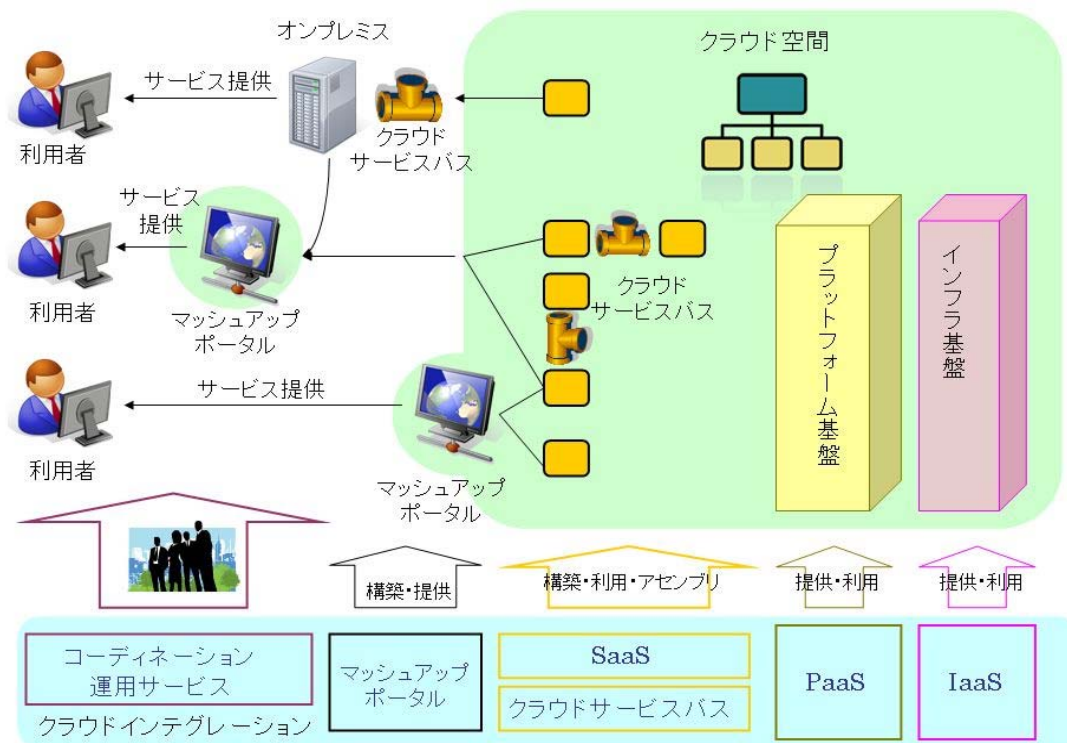 オンプレミス
クラウド空間
サービス提供
利用者
クラウド
サービスバス
サービス
提供
利用者
マッシュアップ
ポータル
クラウド
サービスバス
プラットフォーム基盤
インフラ基盤
サービス提供
利用者
マッシュアップ
ポータル
構築・提供
構築・利用・アセンブリ
提供・利用
提供・利用
コーディネーション
運用サービス
クラウドインテグレーション
マッシュアップ
ポータル
SaaS
クラウドサービスバス
PaaS
IaaS